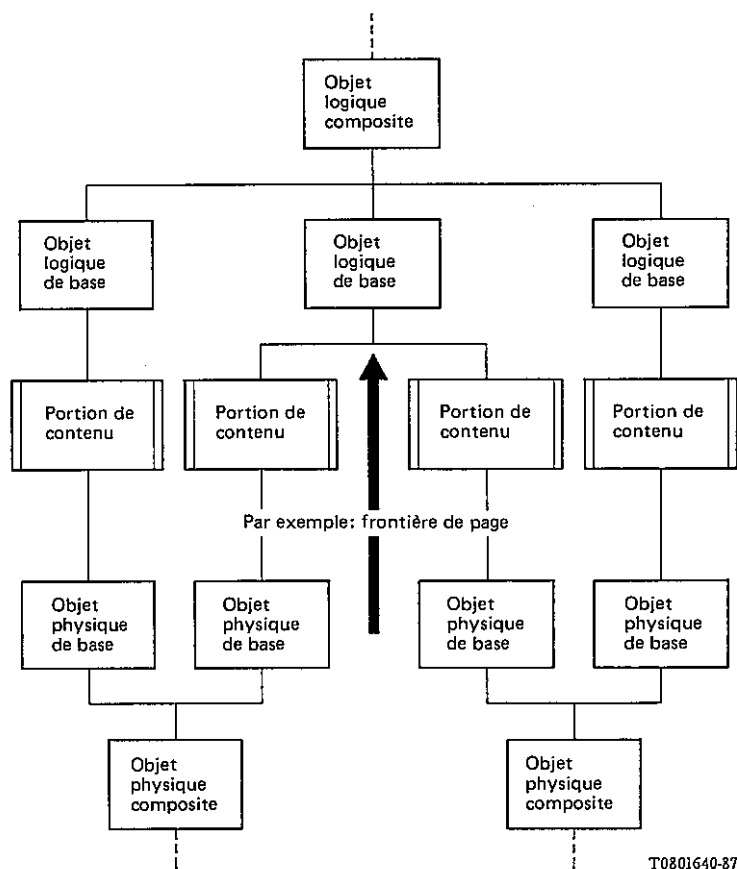 Objet
logique
composite
Objet
logique
de base
Objet
logique
de base
Objet
logique
de base
Portion de
contenu
Portion de
contenu
Portion de
contenu
Portion de
contenu
Par exemple: frontière de page
Objet
physique
de base
Objet
physique
de base
Objet
physique
de base
Objet
physique
de base
Objet
physique
composite
Objet
physique
composite
T0801640-87